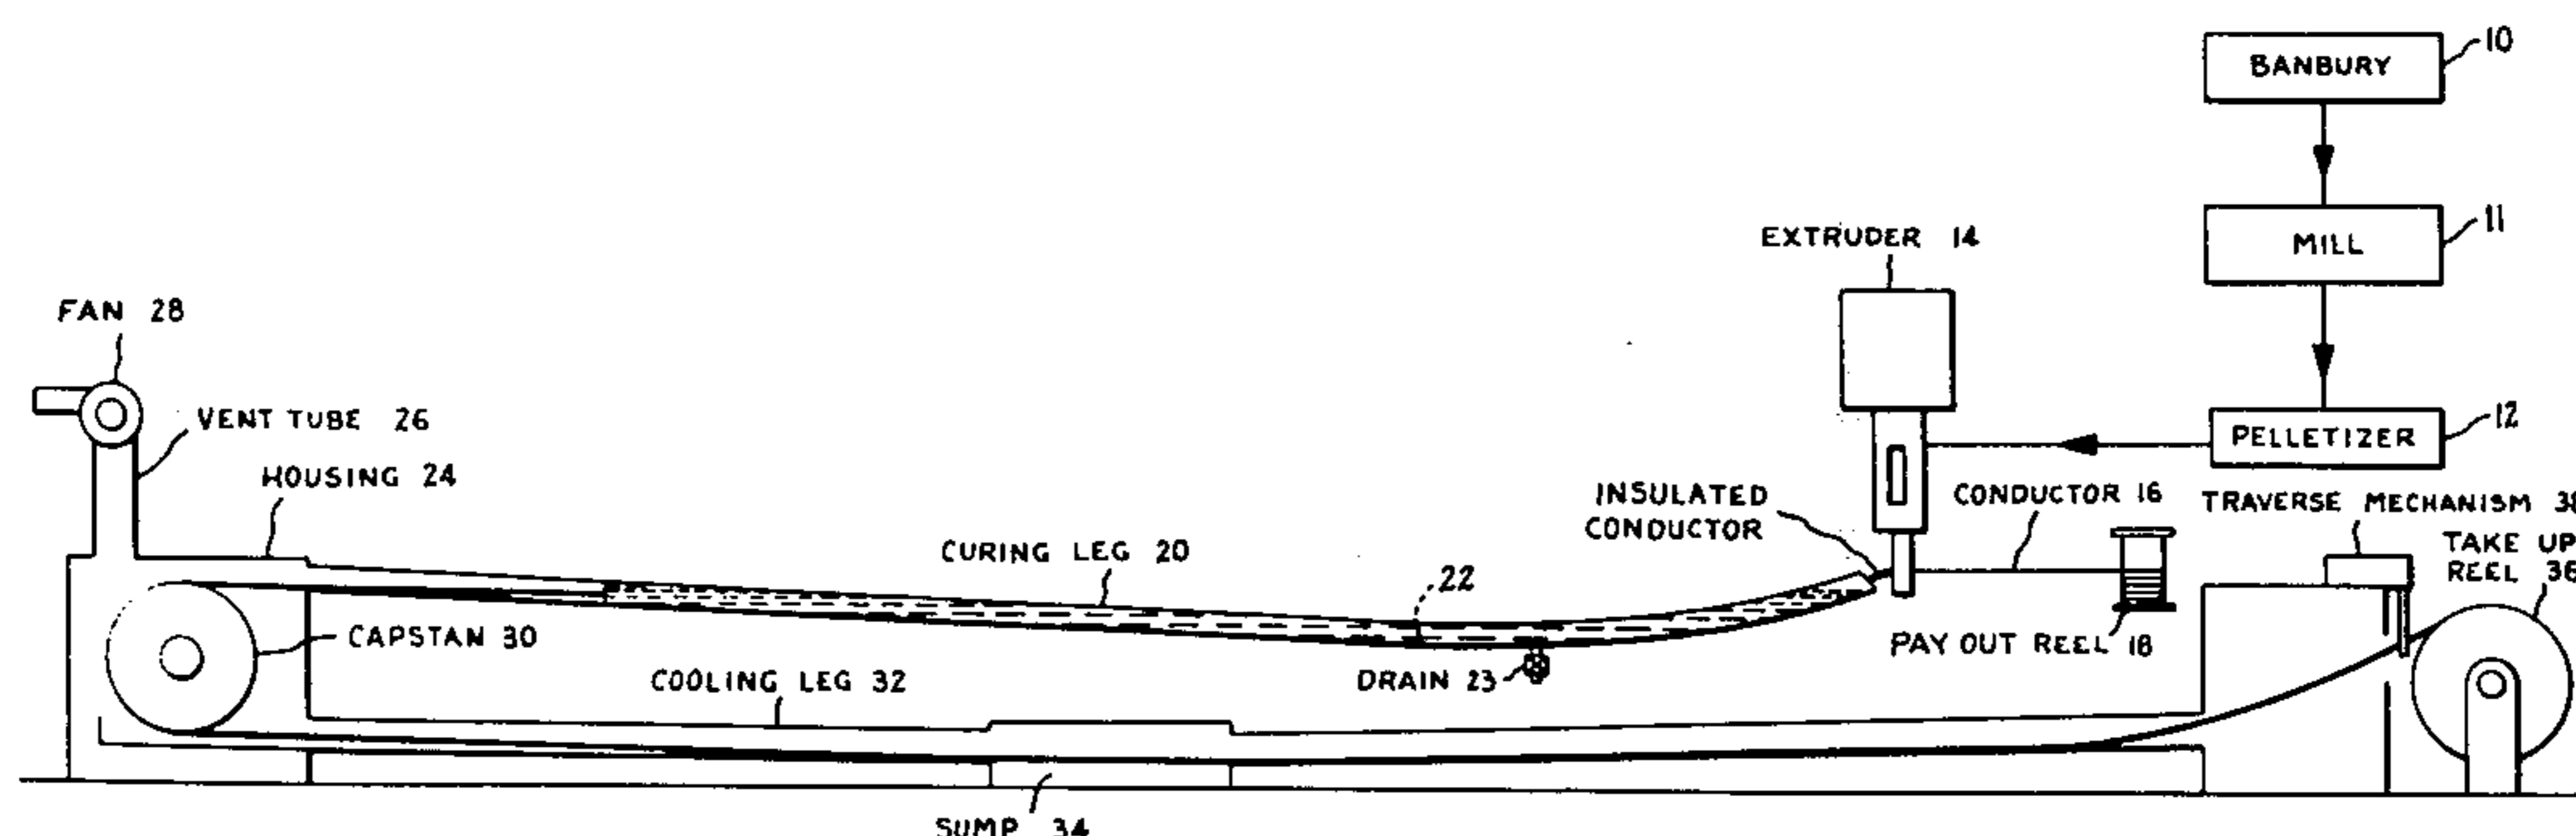 BANBURY
10
MILL
11
EXTRUDER 14
FAN 28
VENT TUBE 26
PELLETIZER
12
HOUSING 24
INSULATED
CONDUCTOR
CONDUCTOR 16
TRAVERSE MECHANISM 38
TAKE UP
REEL 36
CURING LEG 20
22
CAPSTAN 30
PAY OUT REEL 18
DRAIN 23
COOLING LEG 32
SUMP 34